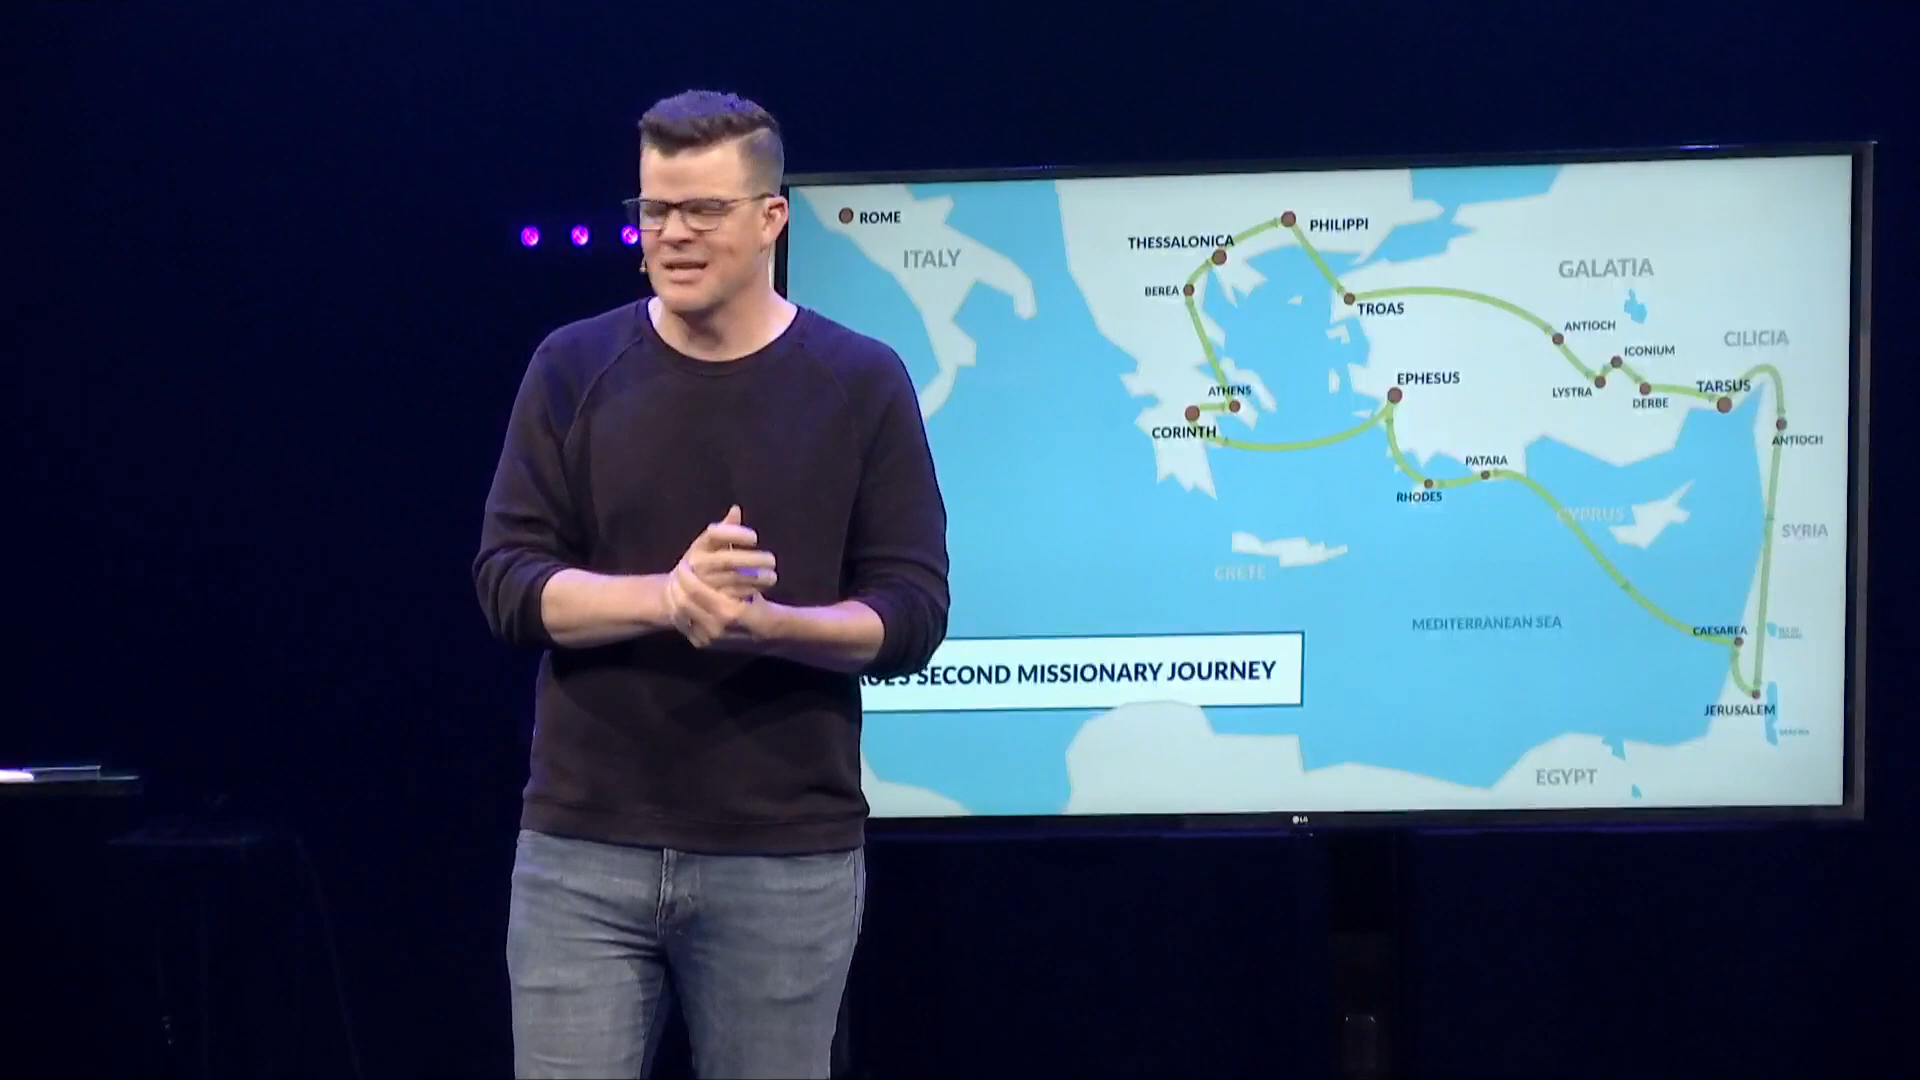 ROME
ITALY
PHILIPPI
THESSALONICA
GALATIA
BEREA
TROAS
ANTIOCH
CILICIA
ICONIUM
EPHESUS
TARSUS
LYSTRA
ATHENS
DERBE
CORINTH
ANTIOCH
PATARA
RHODES
CYPRUS
SYRIA
CRETE
MEDITERRANEAN SEA
CAESAREA
SECOND MISSIONARY JOURNEY
JERUSALEM
EGYPT
LG